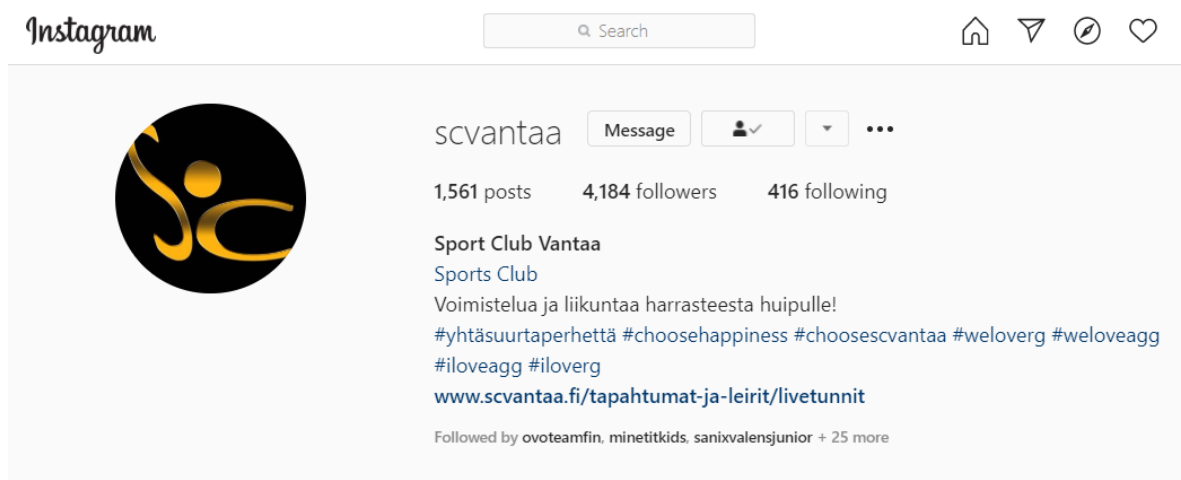 Instagram
Search
scvantaa Message
1,561 posts 4,184 followers 416 following
Sport Club Vantaa
Sports Club
Voimistelua ja liikuntaa harrasteesta huipulle!
#yhtäsuurtaperhettä #choosehappiness #choosescvantaa #weloverg #weloveagg
#iloveagg #iloverg
www.scvantaa.fi/tapahtumat-ja-leirit/livetunnit
Followed by ovoteamfin, minetitkids, sanixvalensjunior + 25 more
SC